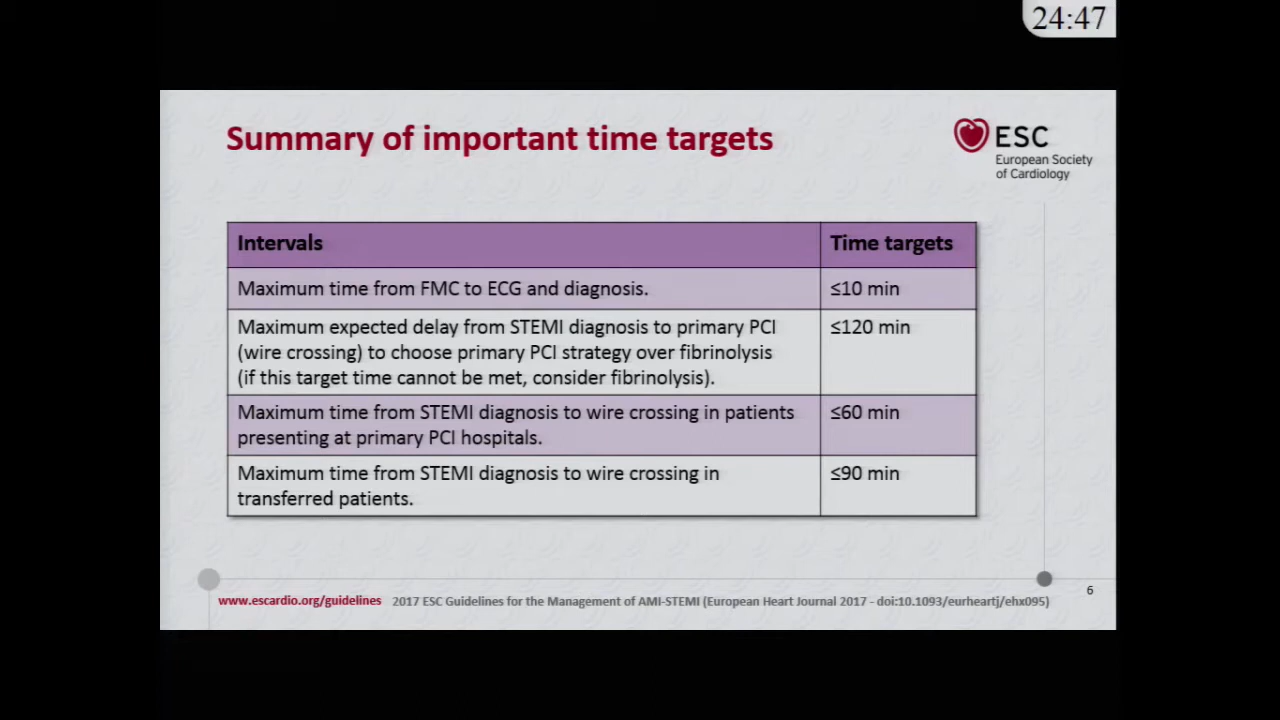 24:47
Summary of important time targets
ESC
European Society
of Cardiology
Intervals
Time targets
Maximum time from FMC to ECG and diagnosis.
≤10 min
Maximum expected delay from STEMI diagnosis to primary PCI
(wire crossing) to choose primary PCI strategy over fibrinolysis
(if this target time cannot be met, consider fibrinolysis).
≤120 min
Maximum time from STEMI diagnosis to wire crossing in patients
presenting at primary PCI hospitals.
≤60 min
Maximum time from STEMI diagnosis to wire crossing in
transferred patients.
≤90 min
www.escardio.org/guidelines 2017 ESC Guidelines for the Management of AMI-STEMI (European Heart Journal 2017 - doi:10.1093/eurheartj/ehx095)
6